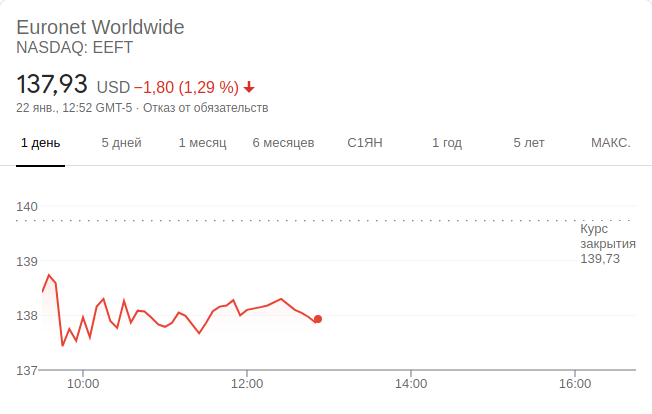 Euronet Worldwide
NASDAQ: EEFT
137,93 USD −1,80 (1,29 %)
22 янв., 12:52 GMT-5 · Отказ от обязательств
1 день 5 дней 1 месяц 6 месяцев С1ЯН 1 год 5 лет МАКС.
140
Курс
закрытия
139,73
139
138
137
10:00 12:00 14:00 16:00